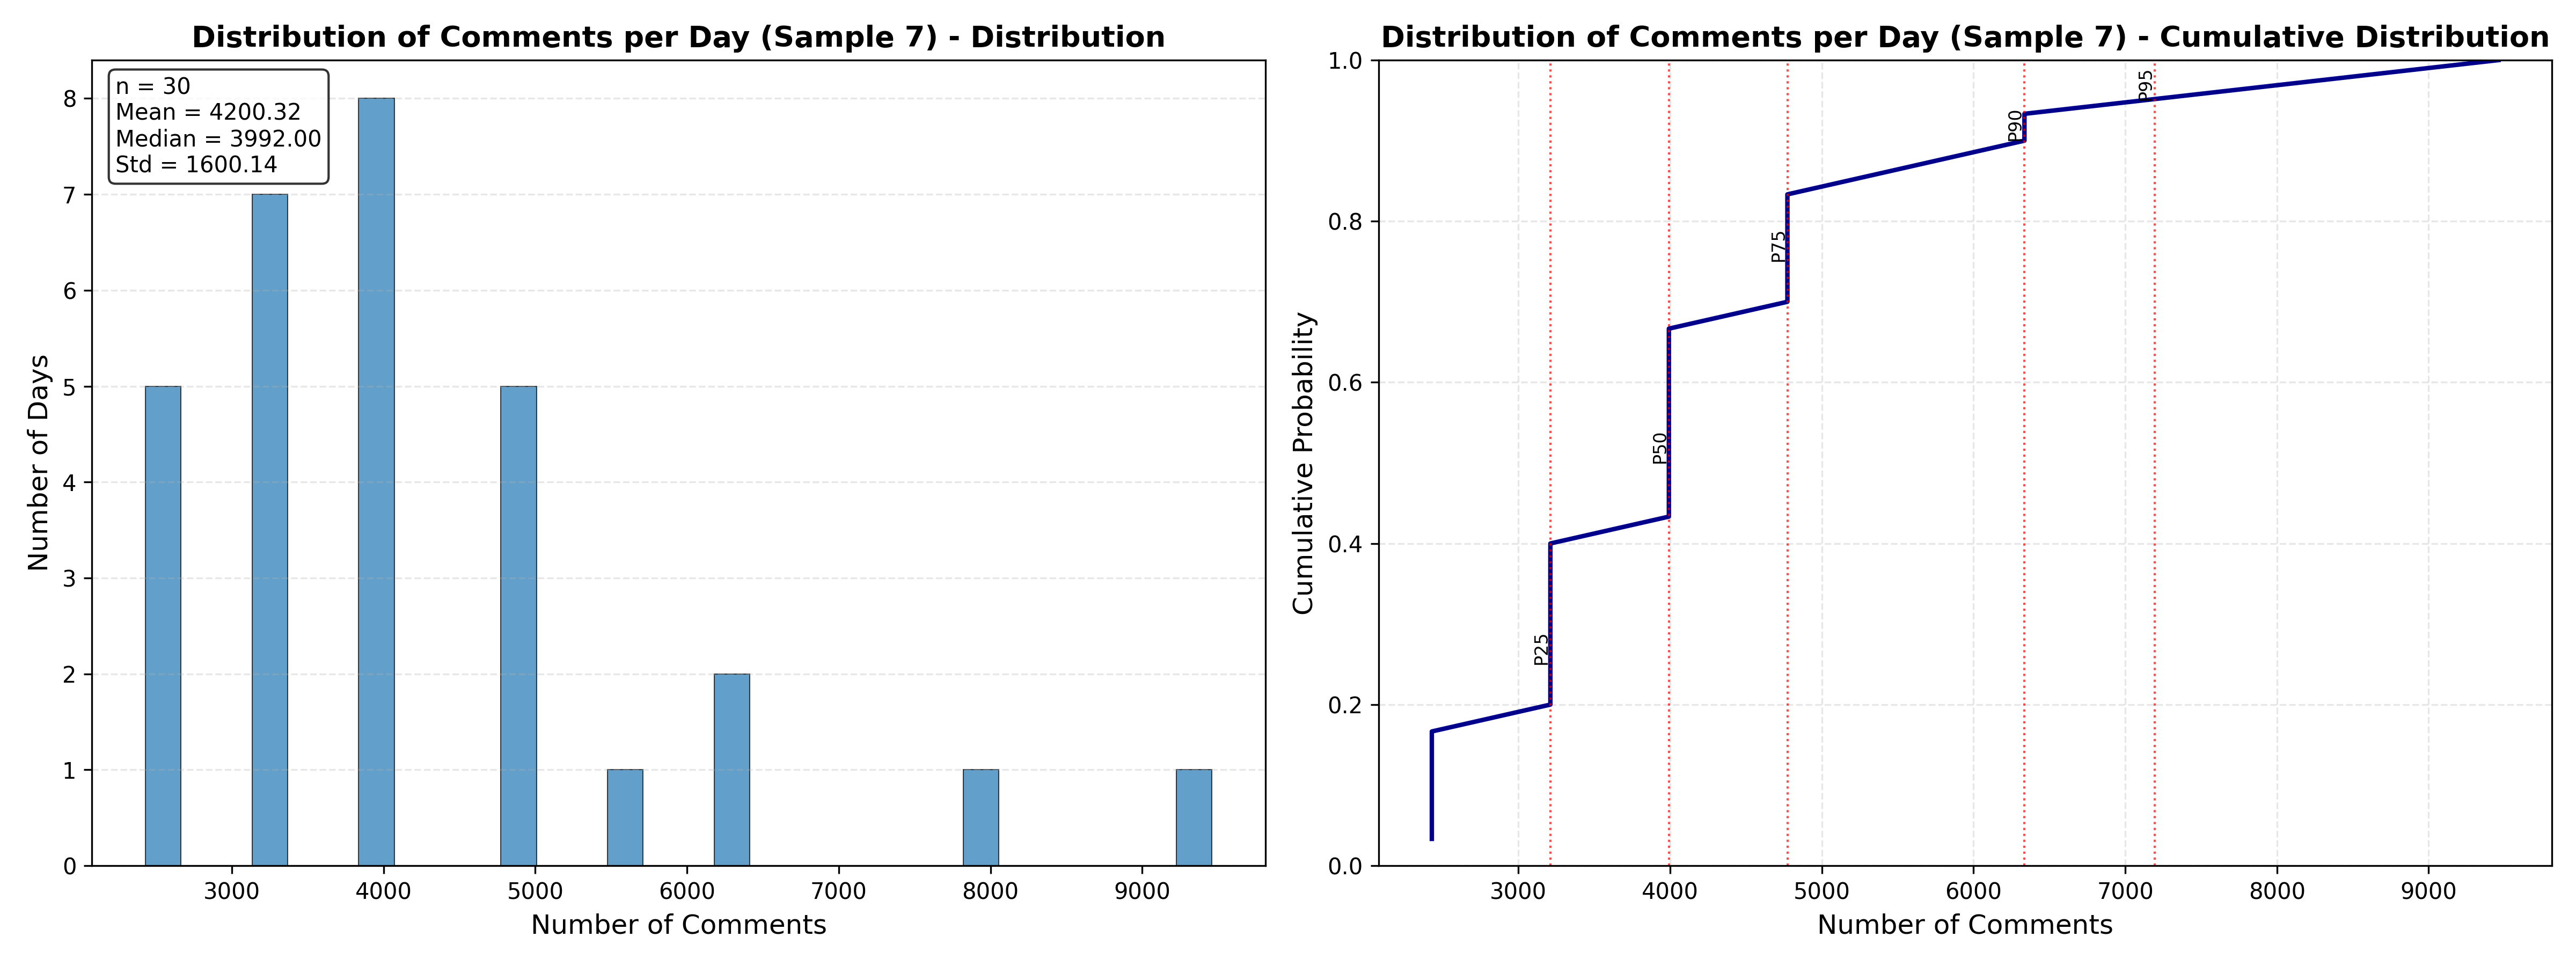 Distribution of Comments per Day (Sample 7) - Distribution
n = 30
Mean = 4200.32
Median = 3992.00
Std = 1600.14
8
7
6
5
4
3
2
1
0
Number of Days
3000 4000 5000 6000 7000 8000 9000
Number of Comments
Distribution of Comments per Day (Sample 7) - Cumulative Distribution
1.0
0.8
0.6
0.4
0.2
0.0
Cumulative Probability
P25
P50
P75
P90
P95
3000 4000 5000 6000 7000 8000 9000
Number of Comments